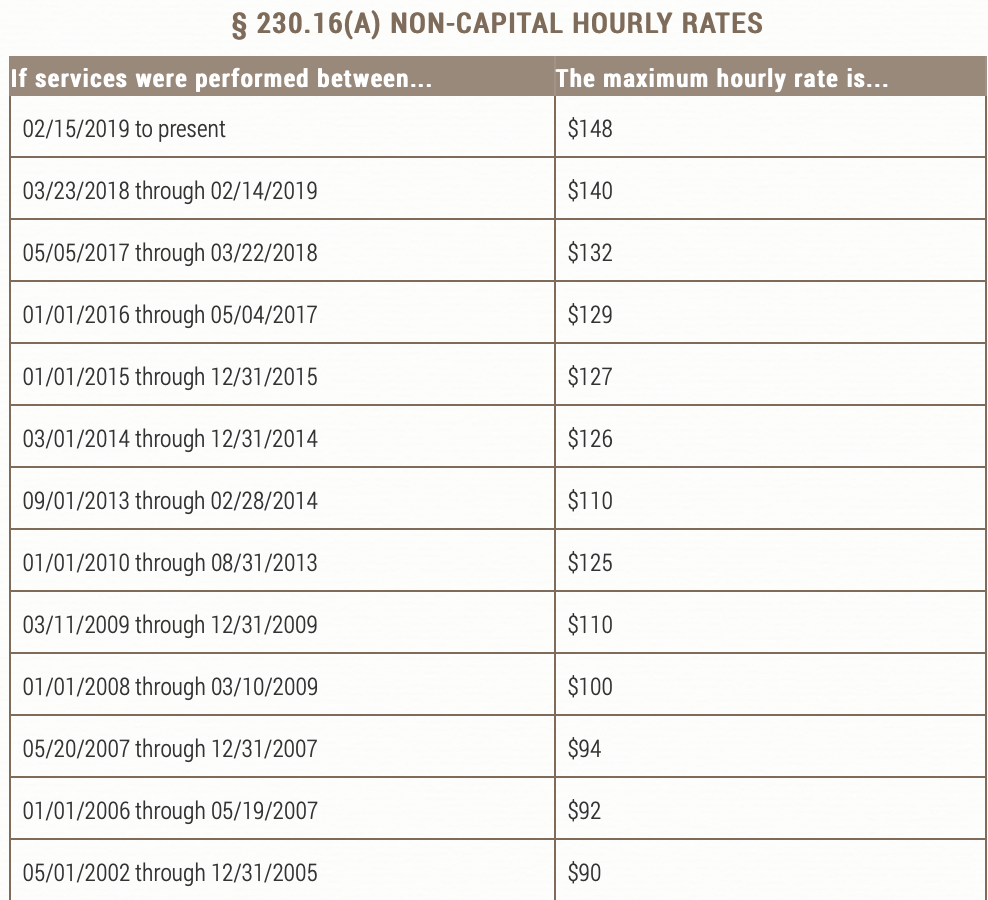 § 230.16(A) NON-CAPITAL HOURLY RATES
If services were performed between... The maximum hourly rate is...
02/15/2019 to present $148
03/23/2018 through 02/14/2019 $140
05/05/2017 through 03/22/2018 $132
01/01/2016 through 05/04/2017 $129
01/01/2015 through 12/31/2015 $127
03/01/2014 through 12/31/2014 $126
09/01/2013 through 02/28/2014 $110
01/01/2010 through 08/31/2013 $125
03/11/2009 through 12/31/2009 $110
01/01/2008 through 03/10/2009 $100
05/20/2007 through 12/31/2007 $94
01/01/2006 through 05/19/2007 $92
05/01/2002 through 12/31/2005 $90